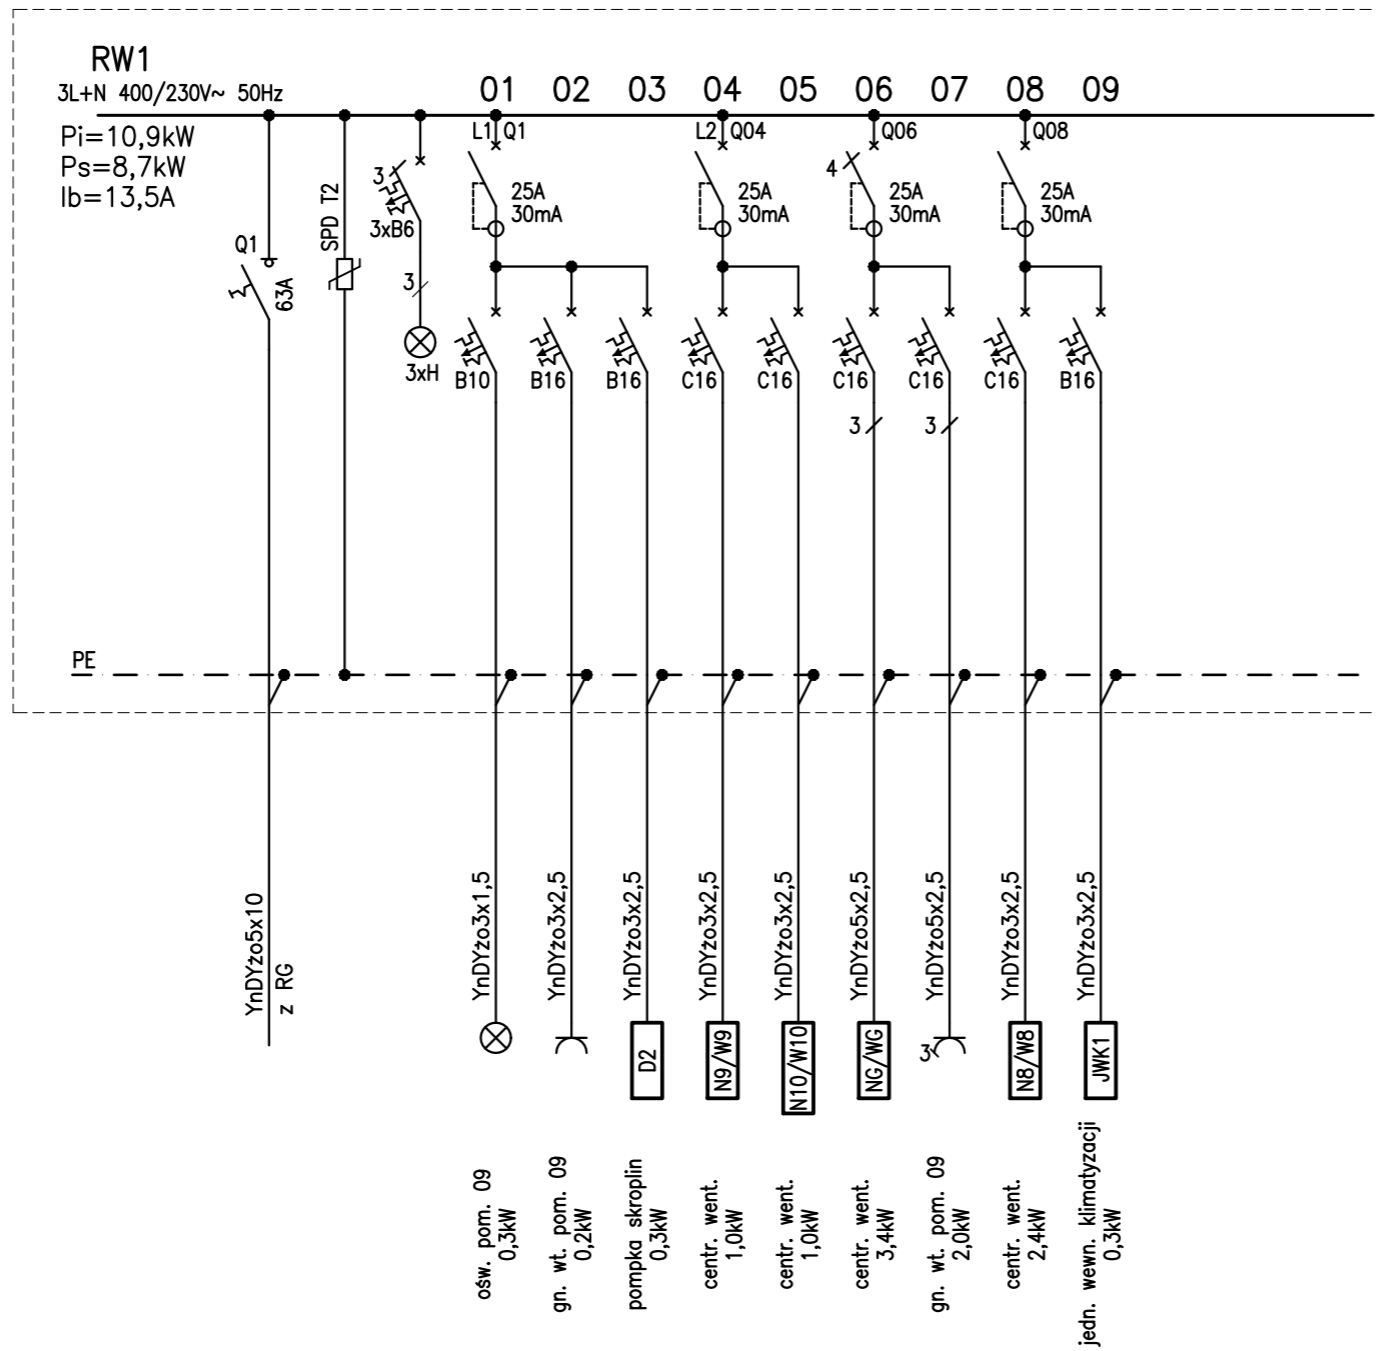 RW1
3L+N 400/230V~ 50Hz
Pi=10,9kW
Ps=8,7kW
Ib=13,5A
01 02 03 04 05 06 07 08 09
L1 Q1
L2 Q04
Q06
Q08
4
25A
30mA
25A
30mA
25A
30mA
25A
30mA
Q1
63A
SPD T2
3
3xB6
3
3xH
B10
B16
B16
C16
C16
C16
C16
C16
B16
3
3
PE
YnDYżo5x10
z RG
YnDYżo3x1,5
YnDYżo3x2,5
YnDYżo3x2,5
YnDYżo3x2,5
YnDYżo3x2,5
YnDYżo5x2,5
YnDYżo5x2,5
YnDYżo3x2,5
YnDYżo3x2,5
D2
N9/W9
N10/W10
NG/WG
3
N8/W8
JWK1
ośw. pom. 09
0,3kW
gn. wt. pom. 09
0,2kW
pompka skroplin
0,3kW
centr. went.
1,0kW
centr. went.
1,0kW
centr. went.
3,4kW
gn. wt. pom. 09
2,0kW
centr. went.
2,4kW
jedn. wewn. klimatyzacji
0,3kW